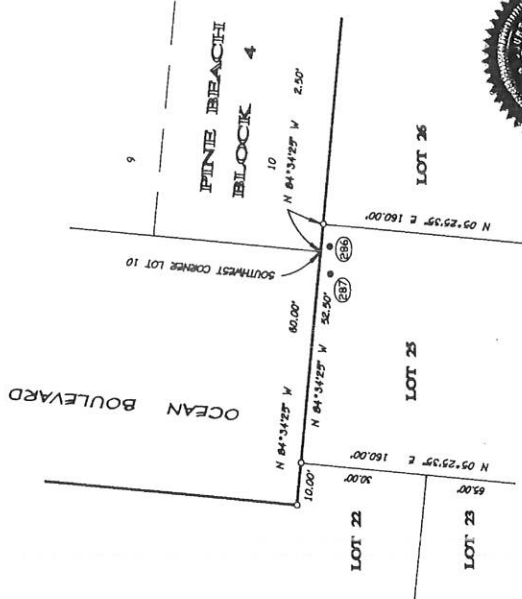 9
PINE BEACH
BLOCK 4
10
N 84°34'25" W 2.50'
SOUTHWEST CORNER LOT 10
OCEAN BOULEVARD
60.00'
N 84°34'25" W
10.00'
N 84°34'25" W 52.50'
286
287
LOT 26
N 05°25'35" E 160.00'
LOT 25
N 05°25'35" E 160.00'
30.00'
65.00'
LOT 22
LOT 23